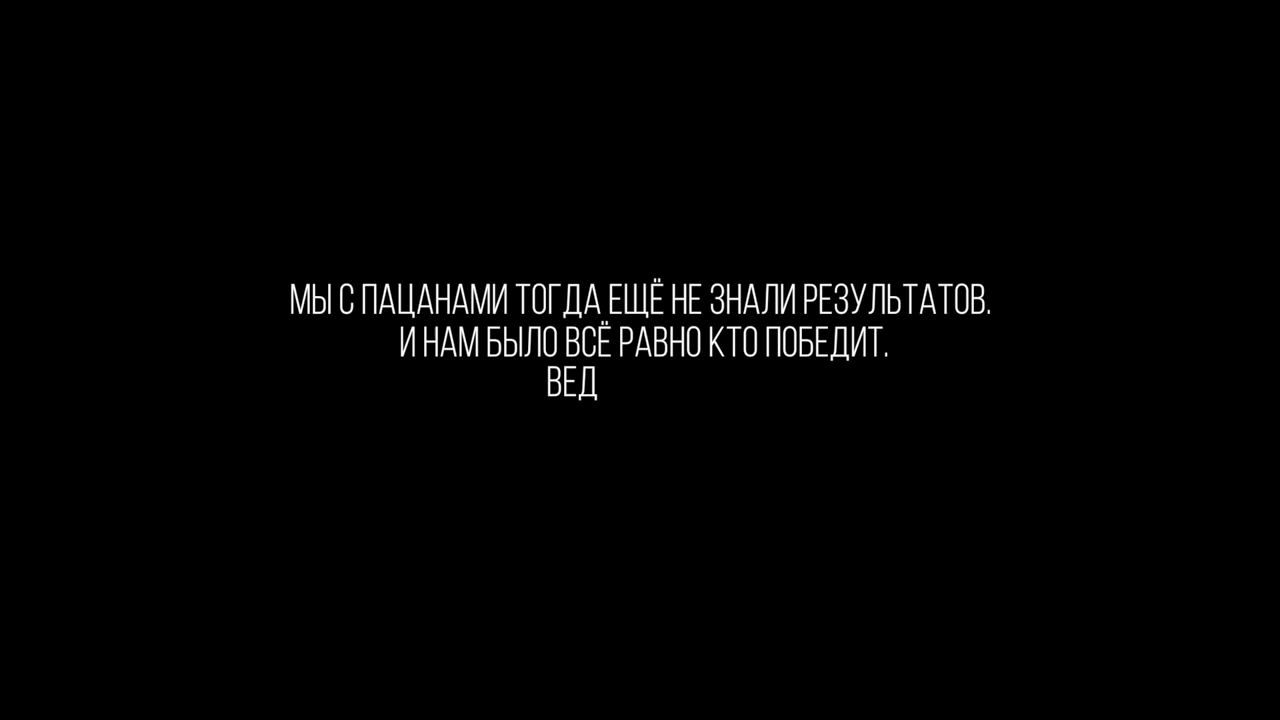 МЫ С ПАЦАНАМИ ТОГДА ЕЩЁ НЕ ЗНАЛИ РЕЗУЛЬТАТОВ.
И НАМ БЫЛО ВСЁ РАВНО КТО ПОБЕДИТ.
ВЕД